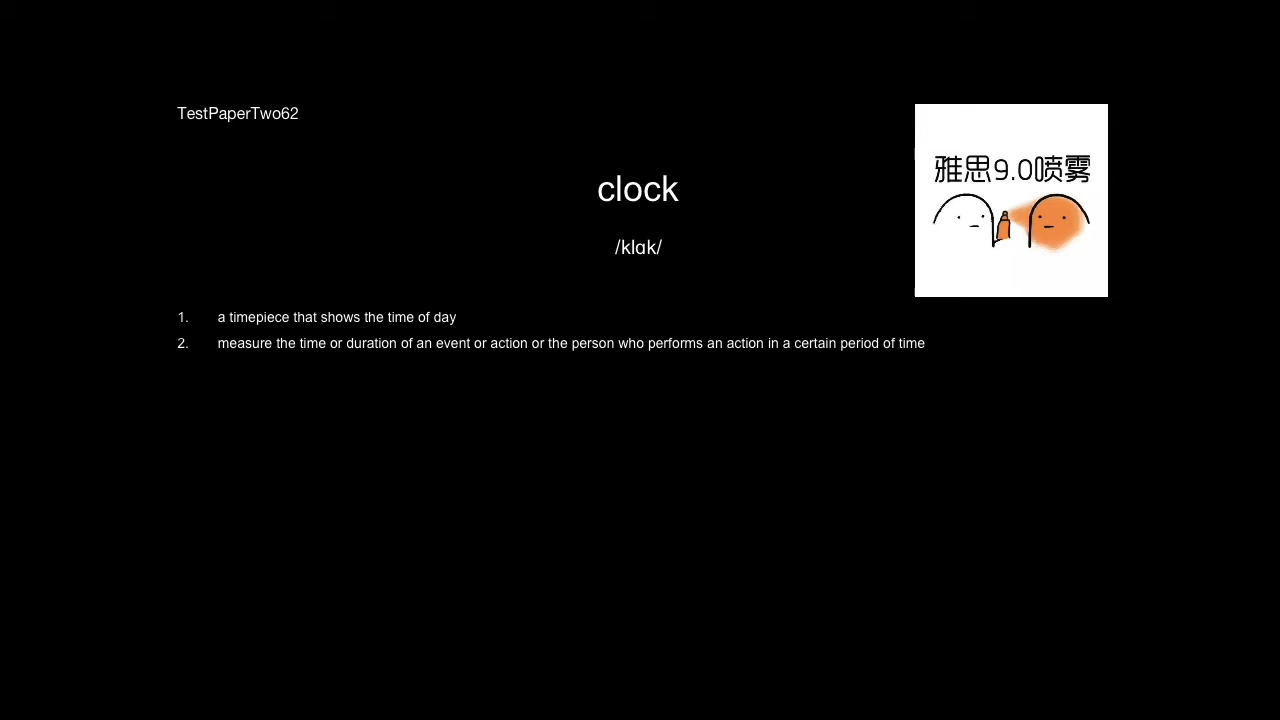 TestPaperTwo62
雅思9.0喷雾
clock
/klɑk/
1. a timepiece that shows the time of day
2. measure the time or duration of an event or action or the person who performs an action in a certain period of time